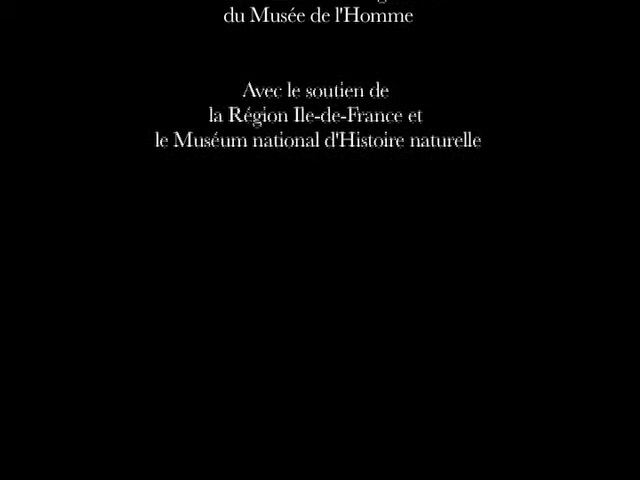 du Musée de l'Homme
Avec le soutien de
la Région Ile-de-France et
le Muséum national d'Histoire naturelle